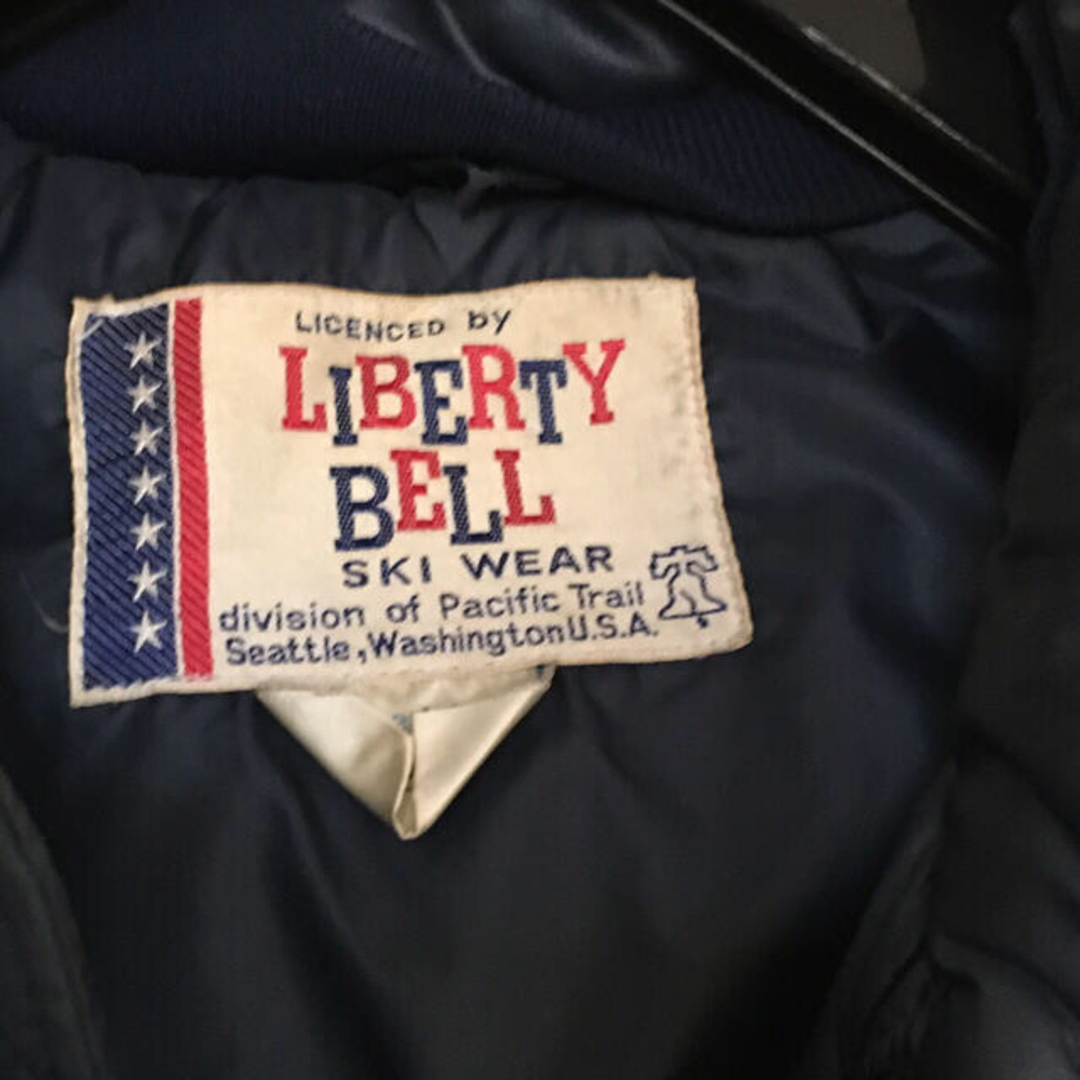 LICENCED by
LIBERTY
BELL
SKI WEAR
division of Pacific Trail
Seattle, Washington U.S.A.